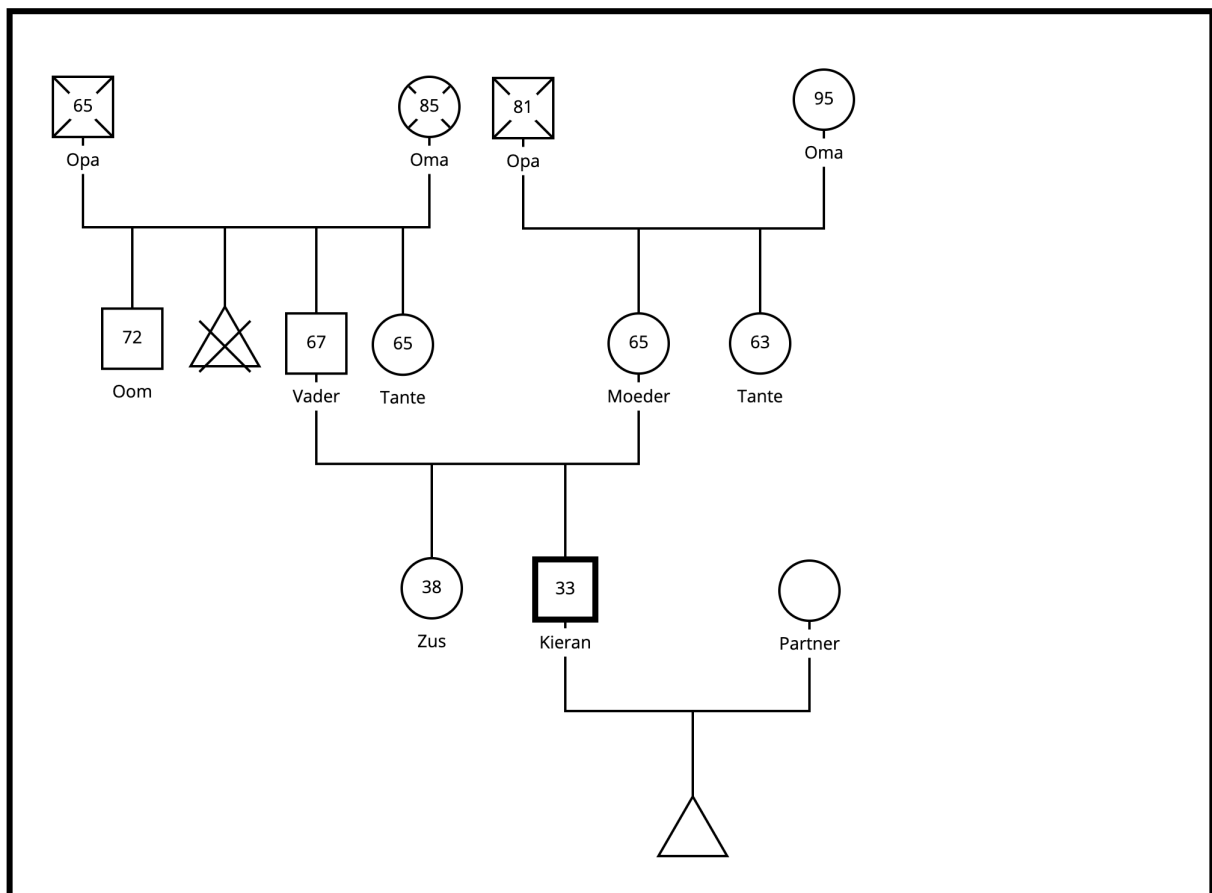 65
85
81
95
Opa
Oma
Opa
Oma
72
67
65
65
63
Oom
Vader
Tante
Moeder
Tante
38
33
Zus
Kieran
Partner